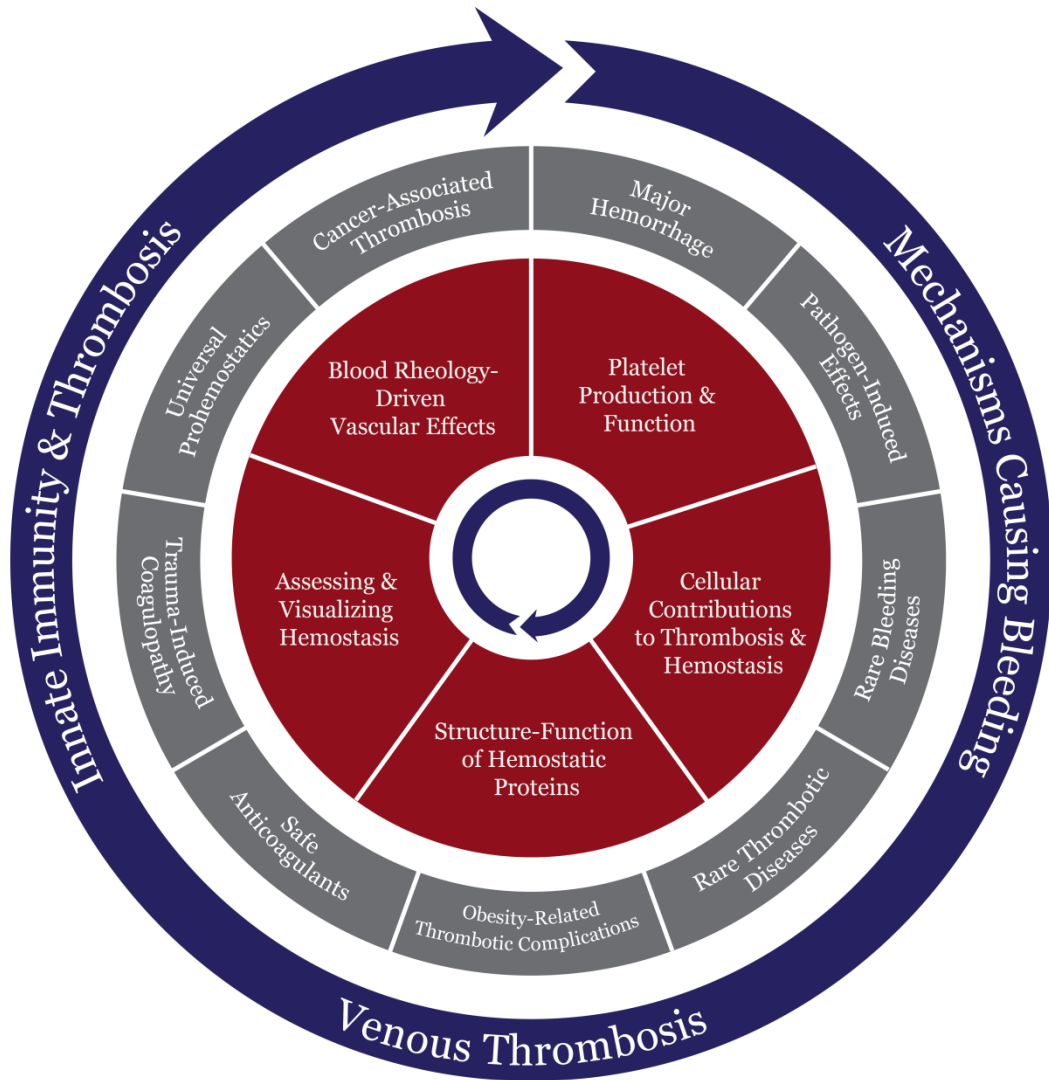 Innate Immunity & Thrombosis
Mechanisms Causing Bleeding
Venous Thrombosis
Cancer-Associated
Thrombosis
Major
Hemorrhage
Pathogen-Induced
Effects
Rare Bleeding
Diseases
Rare Thrombotic
Diseases
Obesity-Related
Thrombotic Complications
Safe
Anticoagulants
Trauma-Induced
Coagulopathy
Universal
Prohemostatics
Blood Rheology-
Driven
Vascular Effects
Platelet
Production &
Function
Cellular
Contributions
to Thrombosis &
Hemostasis
Structure-Function
of Hemostatic
Proteins
Assessing &
Visualizing
Hemostasis